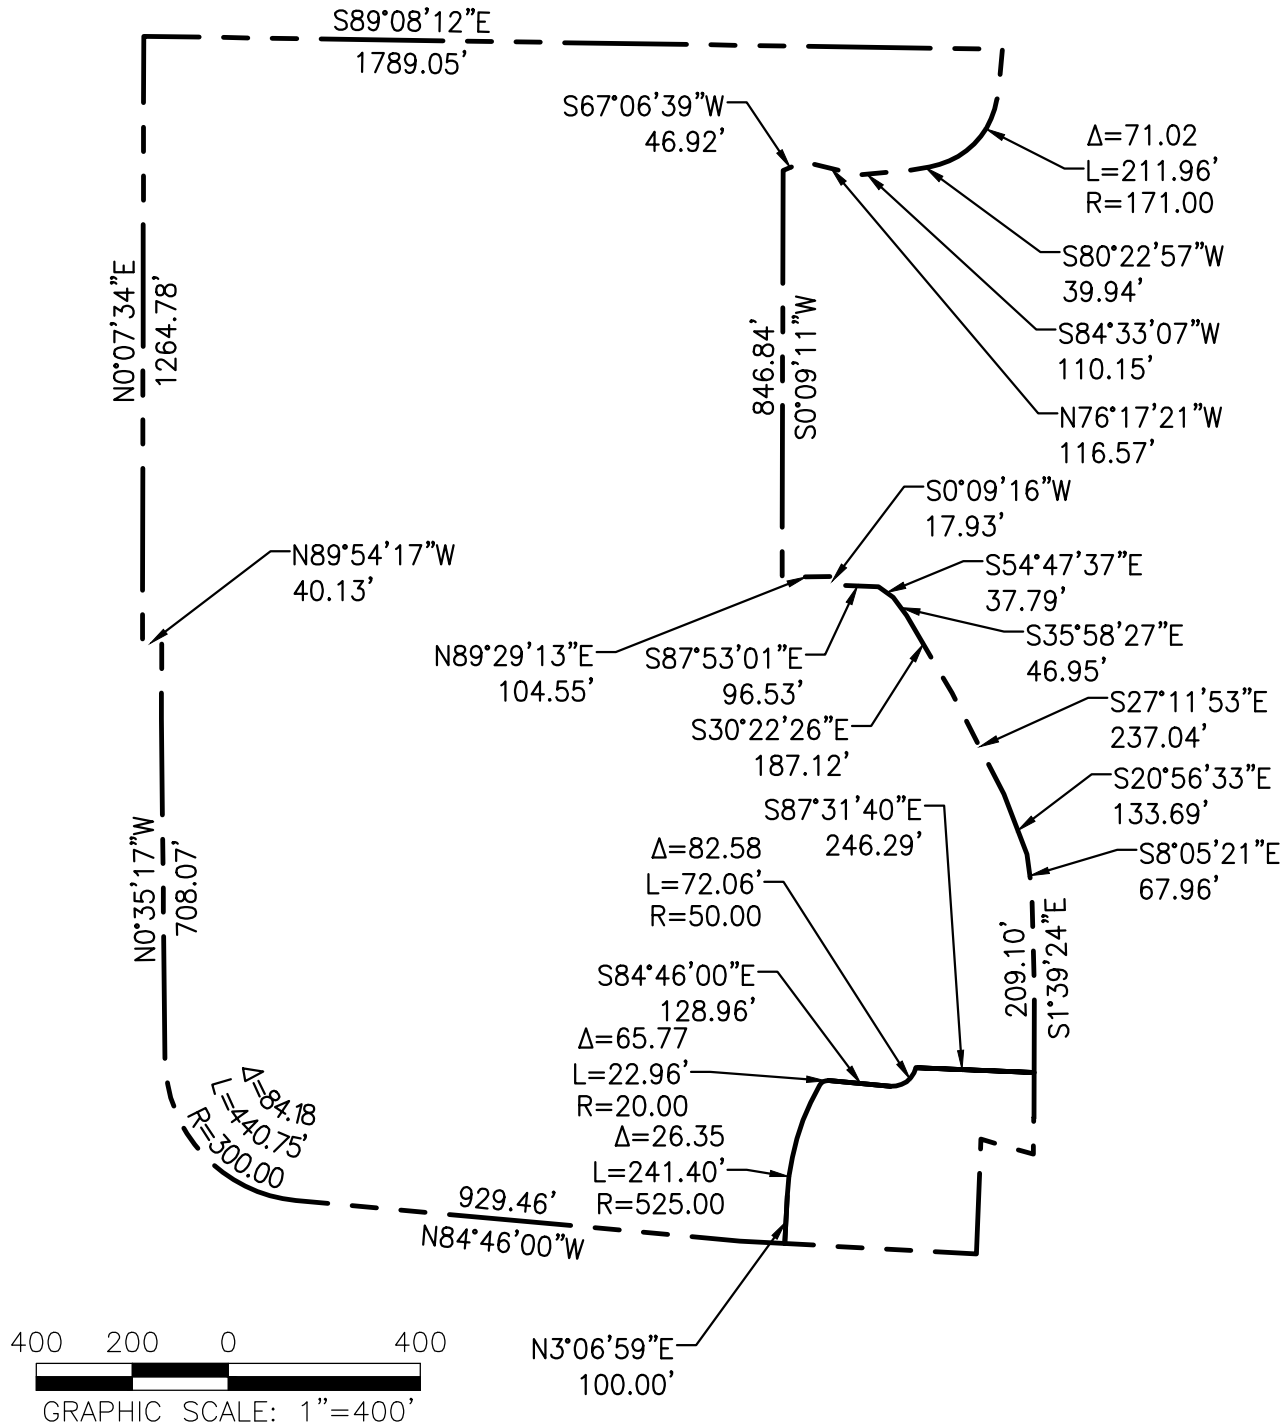 S89°08'12"E
1789.05'
S67°06'39"W
46.92'
Δ=71.02
L=211.96'
R=171.00
S80°22'57"W
39.94'
S84°33'07"W
110.15'
N76°17'21"W
116.57'
N0°07'34"E
1264.78'
846.84'
S0°09'11"W
S0°09'16"W
17.93'
N89°54'17"W
40.13'
S54°47'37"E
37.79'
S35°58'27"E
46.95'
N89°29'13"E
104.55'
S87°53'01"E
96.53'
S30°22'26"E
187.12'
S27°11'53"E
237.04'
S20°56'33"E
133.69'
S87°31'40"E
246.29'
S8°05'21"E
67.96'
N0°35'17"W
708.07'
Δ=82.58
L=72.06'
R=50.00
209.10'
S1°39'24"E
S84°46'00"E
128.96'
Δ=65.77
L=22.96'
R=20.00
Δ=84.18
L=440.75'
R=300.00
Δ=26.35
L=241.40'
R=525.00
929.46'
N84°46'00"W
N3°06'59"E
100.00'
400 200 0 400
GRAPHIC SCALE: 1"=400'